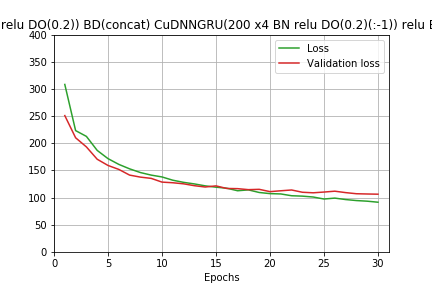 relu DO(0.2)) BD(concat) CuDNNGRU(200 x4 BN relu DO(0.2)(:-1)) relu
400
350
300
250
200
150
100
50
0
Loss
Validation loss
0 5 10 15 20 25 30
Epochs